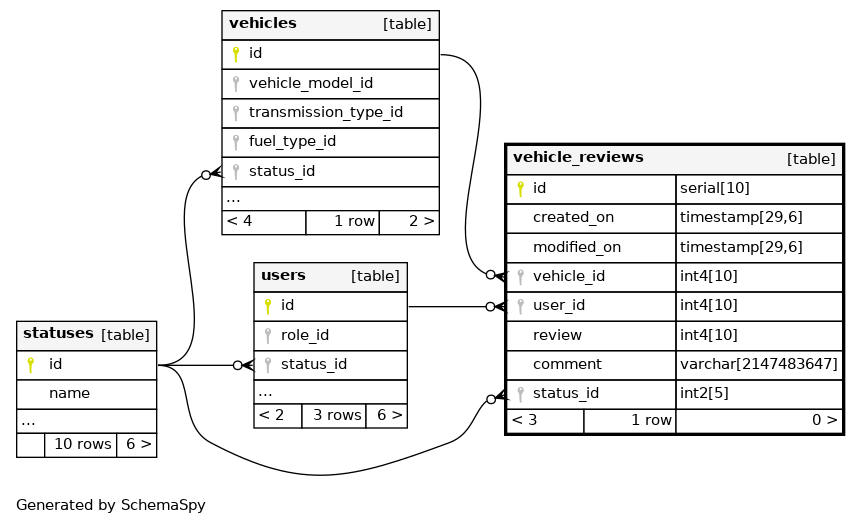 vehicles [table]
id
vehicle_model_id
transmission_type_id
fuel_type_id
status_id
...
< 4 1 row 2 >
vehicle_reviews [table]
id serial[10]
created_on timestamp[29,6]
modified_on timestamp[29,6]
vehicle_id int4[10]
user_id int4[10]
review int4[10]
comment varchar[2147483647]
status_id int2[5]
< 3 1 row 0 >
users [table]
id
role_id
status_id
...
< 2 3 rows 6 >
statuses [table]
id
name
...
10 rows 6 >
Generated by SchemaSpy